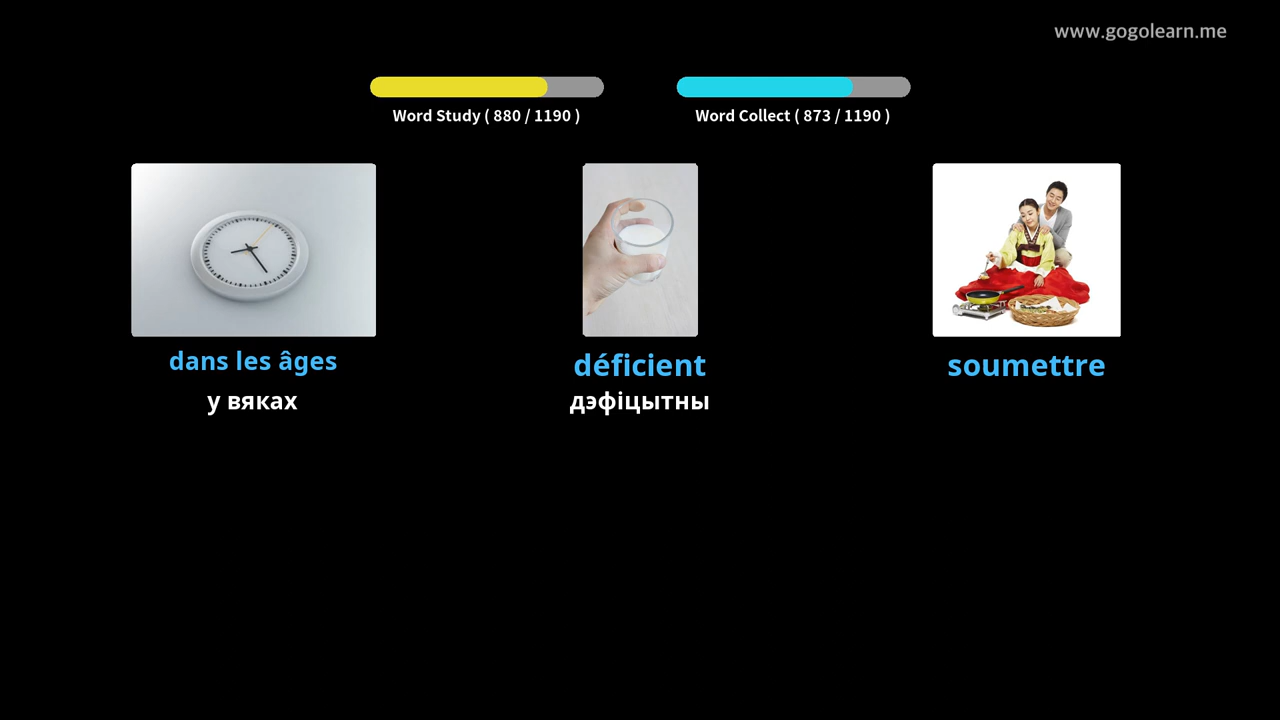 www.gogolearn.me
Word Study ( 880 / 1190 )
Word Collect ( 873 / 1190 )
dans les âges
у вяках
déficient
дэфіцытны
soumettre